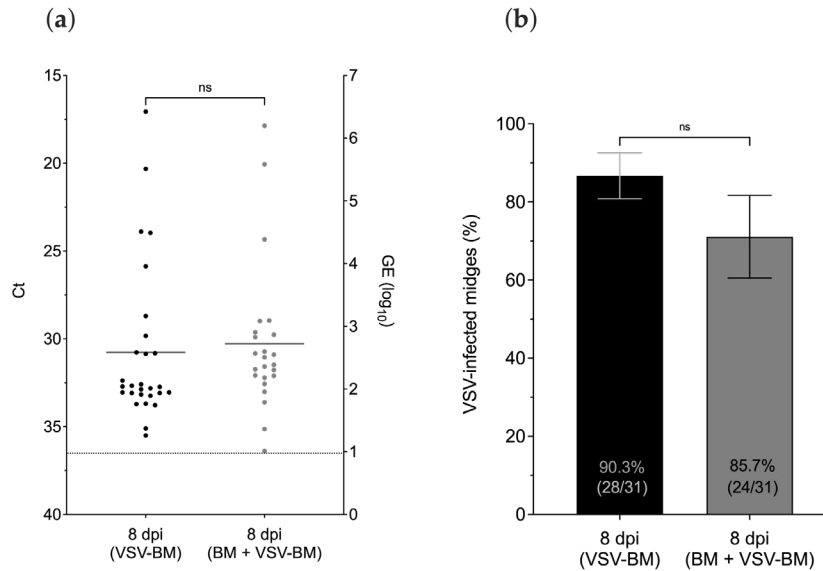 (a)
(b)
ns
15
20
25
30
35
40
Ct
7
6
5
4
3
2
1
0
GE (log10)
8 dpi
(VSV-BM)
8 dpi
(BM + VSV-BM)
ns
100
80
60
40
20
0
VSV-infected midges (%)
90.3%
(28/31)
85.7%
(24/31)
8 dpi
(VSV-BM)
8 dpi
(BM + VSV-BM)